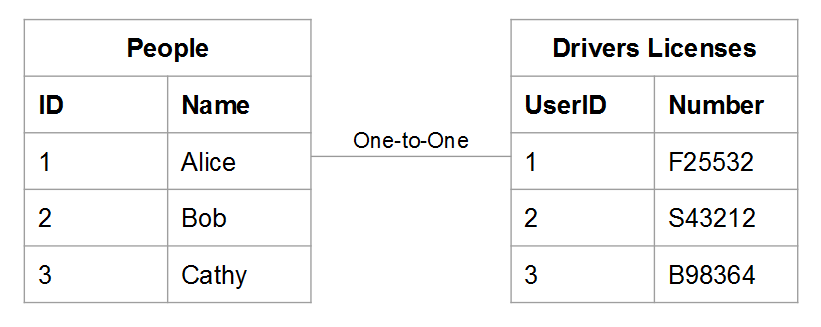 People
ID Name
1 Alice
2 Bob
3 Cathy
One-to-One
Drivers Licenses
UserID Number
1 F25532
2 S43212
3 B98364